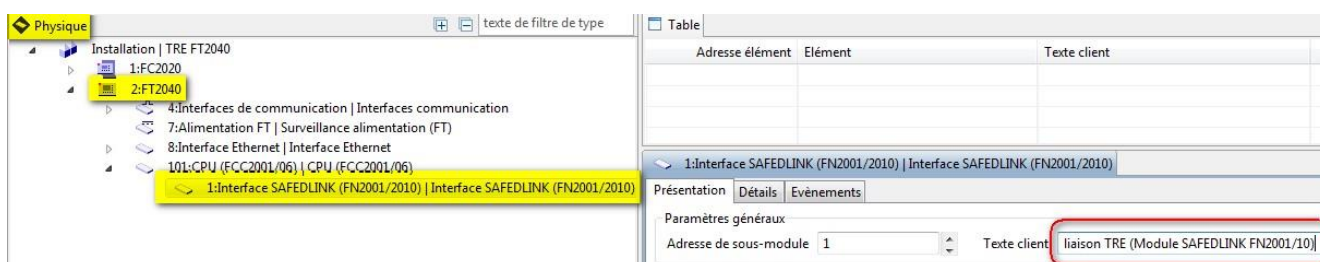 Physique
texte de filtre de type
Installation | TRE FT2040
1:FC2020
2:FT2040
4:Interfaces de communication | Interfaces communication
7:Alimentation FT | Surveillance alimentation (FT)
8:Interface Ethernet | Interface Ethernet
101:CPU (FCC2001/06) | CPU (FCC2001/06)
1:Interface SAFEDLINK (FN2001/2010) | Interface SAFEDLINK (FN2001/2010)
Table
Adresse élément Elément Texte client
1:Interface SAFEDLINK (FN2001/2010) | Interface SAFEDLINK (FN2001/2010)
Présentation Détails Evènements
Paramètres généraux
Adresse de sous-module 1 Texte client liaison TRE (Module SAFEDLINK FN2001/10)